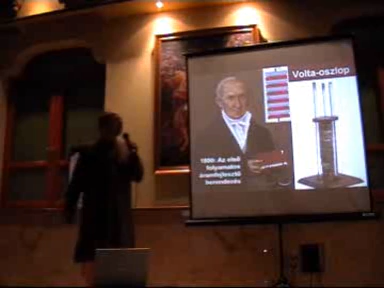 Volta-oszlop
1800: Az első
folyamatos
áramfejlesztő
berendezés